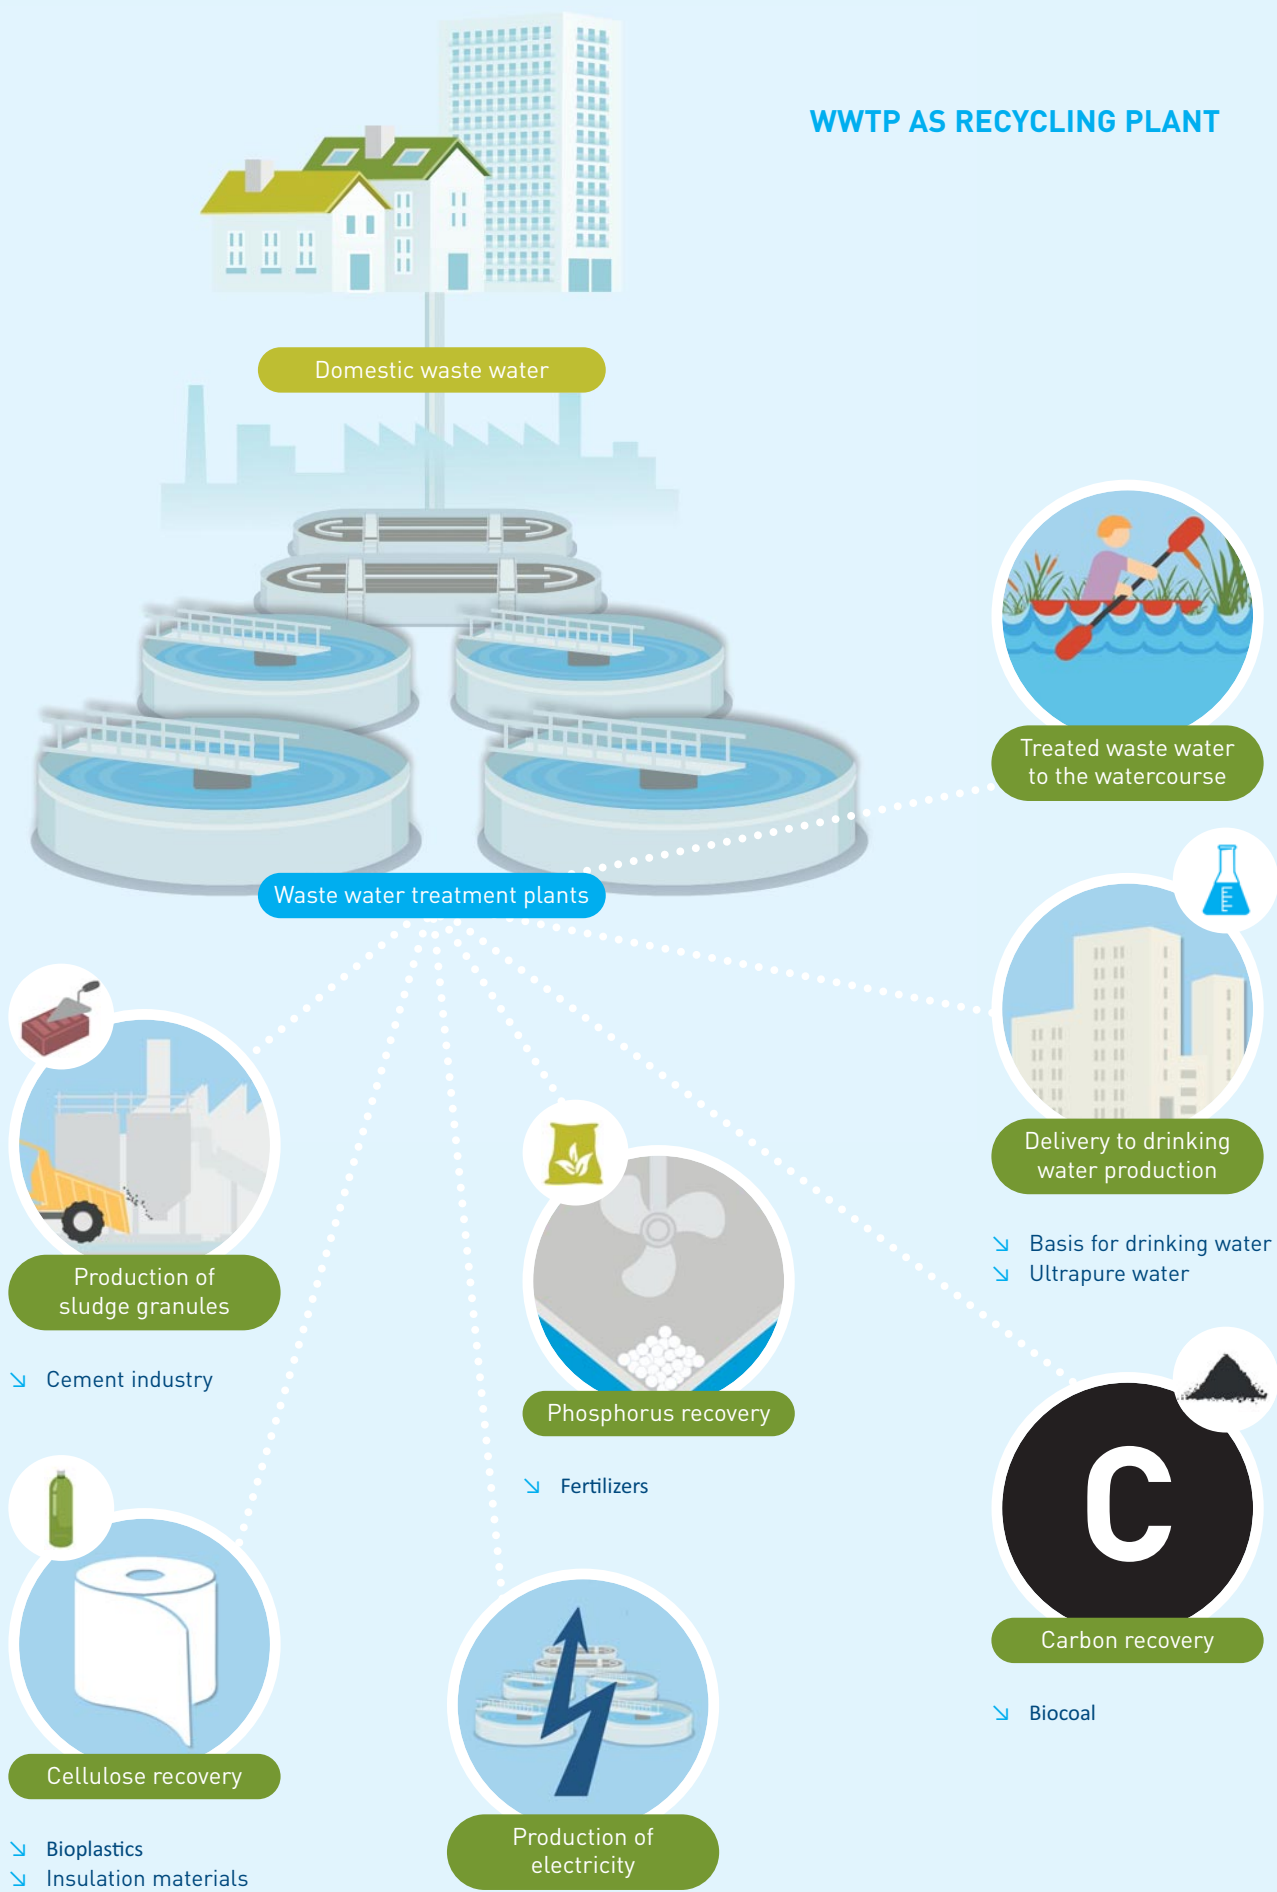 WWTP AS RECYCLING PLANT
Domestic waste water
Treated waste water
to the watercourse
Waste water treatment plants
Delivery to drinking
water production
↘ Basis for drinking water
↘ Ultrapure water
Production of
sludge granules
↘ Cement industry
Phosphorus recovery
↘ Fertilizers
C
Carbon recovery
↘ Biocoal
Cellulose recovery
↘ Bioplastics
↘ Insulation materials
Production of
electricity